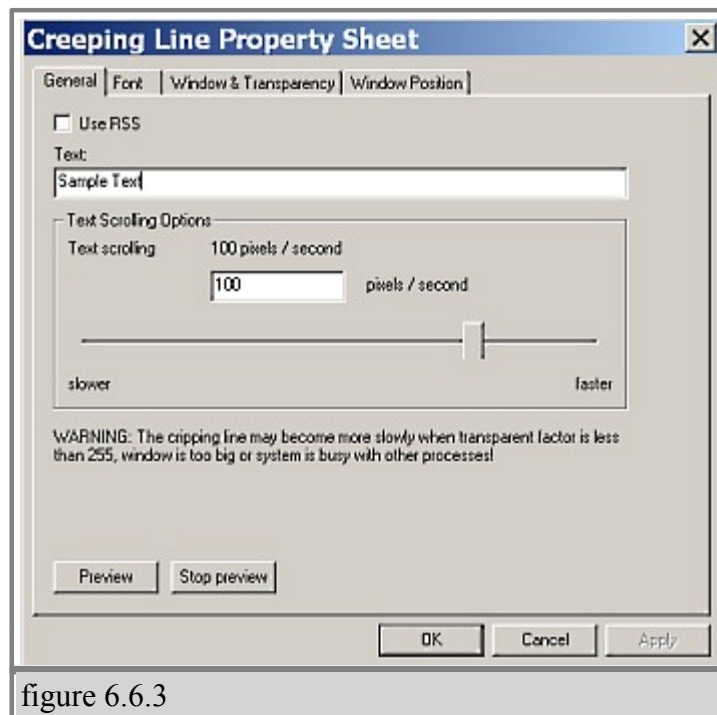 Creeping Line Property Sheet
General Font Window & Transparency Window Position
Use RSS
Text:
Sample Text
Text Scrolling Options
Text scrolling 100 pixels / second
100 pixels / second
slower faster
WARNING: The cripping line may become more slowly when transparent factor is less
than 255, window is too big or system is busy with other processes!
Preview Stop preview
OK Cancel Apply
figure 6.6.3